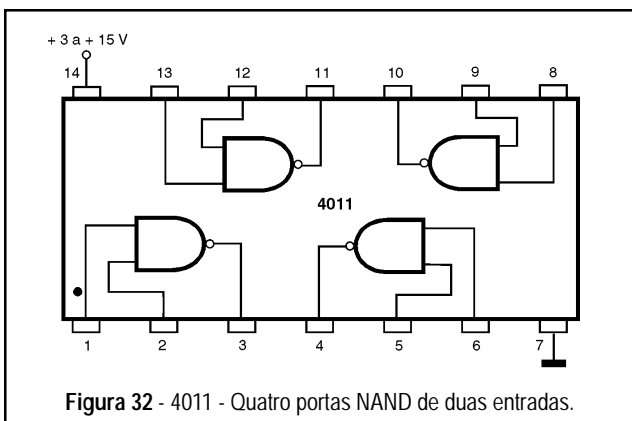 + 3 a + 15 V
14 13 12 11 10 9 8
4011
1 2 3 4 5 6 7
Figura 32 - 4011 - Quatro portas NAND de duas entradas.